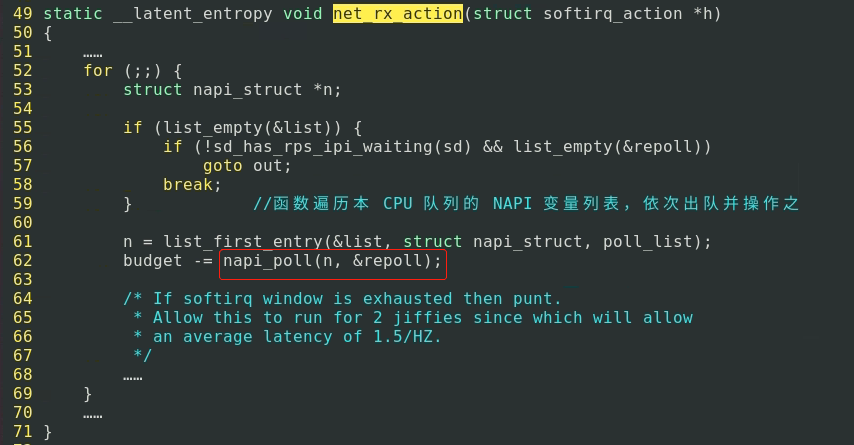 49 static __latent_entropy void net_rx_action(struct softirq_action *h)
50 {
51     ……
52     for (;;) {
53         struct napi_struct *n;
54
55         if (list_empty(&list)) {
56             if (!sd_has_rps_ipi_waiting(sd) && list_empty(&repoll))
57                 goto out;
58             break;
59         }            //函数遍历本 CPU 队列的 NAPI 变量列表，依次出队并操作之
60
61         n = list_first_entry(&list, struct napi_struct, poll_list);
62         budget -= napi_poll(n, &repoll);
63
64         /* If softirq window is exhausted then punt.
65          * Allow this to run for 2 jiffies since which will allow
66          * an average latency of 1.5/HZ.
67          */
68         ……
69     }
70     ……
71 }